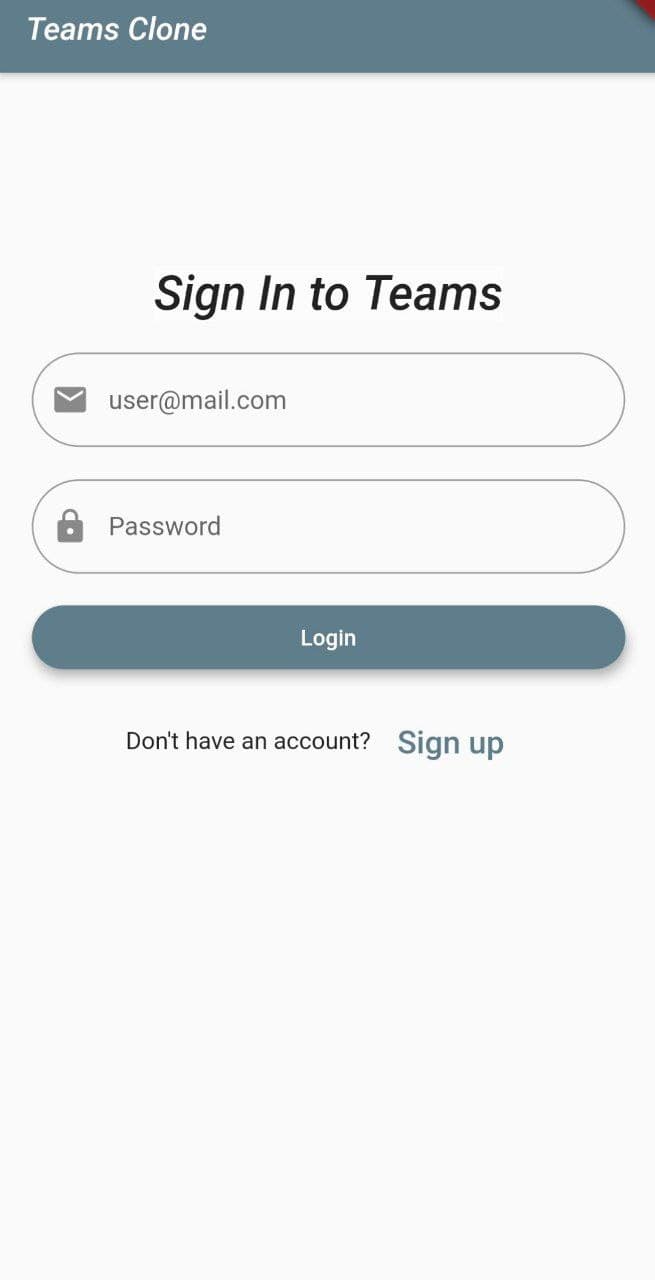 Teams Clone
Sign In to Teams
user@mail.com
Password
Login
Don't have an account? Sign up